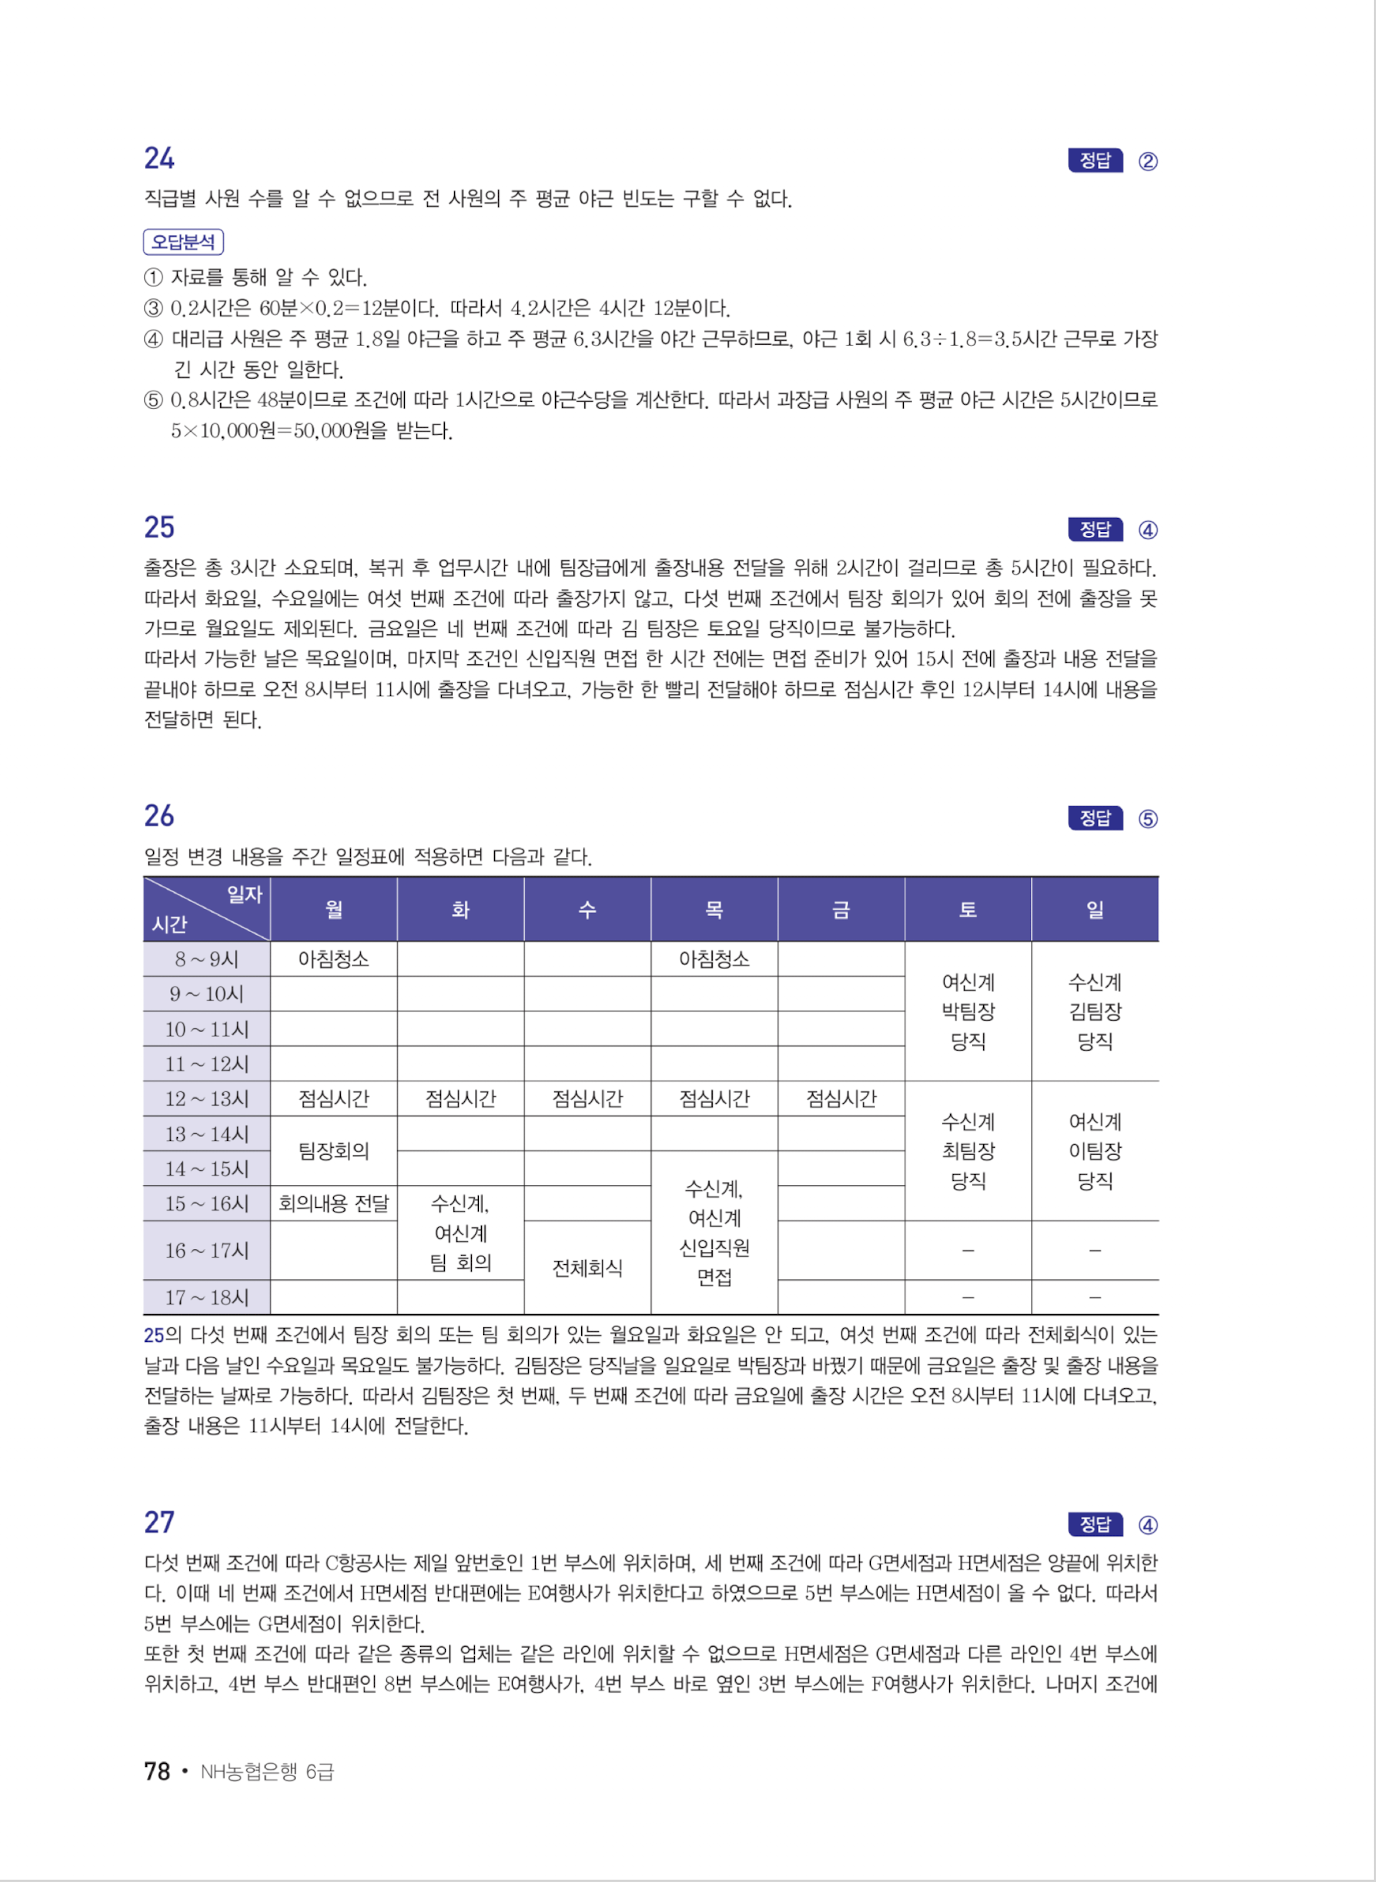 24
정답 ②
직급별 사원 수를 알 수 없으므로 전 사원의 주 평균 야근 빈도는 구할 수 없다.
오답분석
① 자료를 통해 알 수 있다.
③ 0.2시간은 60분×0.2=12분이다. 따라서 4.2시간은 4시간 12분이다.
④ 대리급 사원은 주 평균 1.8일 야근을 하고 주 평균 6.3시간을 야간 근무하므로, 야근 1회 시 6.3÷1.8=3.5시간 근무로 가장
긴 시간 동안 일한다.
⑤ 0.8시간은 48분이므로 조건에 따라 1시간으로 야근수당을 계산한다. 따라서 과장급 사원의 주 평균 야근 시간은 5시간이므로
5×10,000원=50,000원을 받는다.
25
정답 ④
출장은 총 3시간 소요되며, 복귀 후 업무시간 내에 팀장급에게 출장내용 전달을 위해 2시간이 걸리므로 총 5시간이 필요하다.
따라서 화요일, 수요일에는 여섯 번째 조건에 따라 출장가지 않고, 다섯 번째 조건에서 팀장 회의가 있어 회의 전에 출장을 못
가므로 월요일도 제외된다. 금요일은 네 번째 조건에 따라 김 팀장은 토요일 당직이므로 불가능하다.
따라서 가능한 날은 목요일이며, 마지막 조건인 신입직원 면접 한 시간 전에는 면접 준비가 있어 15시 전에 출장과 내용 전달을
끝내야 하므로 오전 8시부터 11시에 출장을 다녀오고, 가능한 한 빨리 전달해야 하므로 점심시간 후인 12시부터 14시에 내용을
전달하면 된다.
26
정답 ⑤
일정 변경 내용을 주간 일정표에 적용하면 다음과 같다.
일자
시간
월 화 수 목 금 토 일
8~9시 아침청소 아침청소
9~10시
10~11시
11~12시
여신계
박팀장
당직
수신계
김팀장
당직
12~13시 점심시간 점심시간 점심시간 점심시간 점심시간
13~14시
14~15시
팀장회의
수신계
최팀장
당직
여신계
이팀장
당직
15~16시 회의내용 전달
수신계,
여신계
팀 회의
수신계,
여신계
신입직원
면접
16~17시 - -
전체회식
17~18시 - -
25의 다섯 번째 조건에서 팀장 회의 또는 팀 회의가 있는 월요일과 화요일은 안 되고, 여섯 번째 조건에 따라 전체회식이 있는
날과 다음 날인 수요일과 목요일도 불가능하다. 김팀장은 당직날을 일요일로 박팀장과 바꿨기 때문에 금요일은 출장 및 출장 내용을
전달하는 날짜로 가능하다. 따라서 김팀장은 첫 번째, 두 번째 조건에 따라 금요일에 출장 시간은 오전 8시부터 11시에 다녀오고,
출장 내용은 11시부터 14시에 전달한다.
27
정답 ④
다섯 번째 조건에 따라 C항공사는 제일 앞번호인 1번 부스에 위치하며, 세 번째 조건에 따라 G면세점과 H면세점은 양끝에 위치한
다. 이때 네 번째 조건에서 H면세점 반대편에는 E여행사가 위치한다고 하였으므로 5번 부스에는 H면세점이 올 수 없다. 따라서
5번 부스에는 G면세점이 위치한다.
또한 첫 번째 조건에 따라 같은 종류의 업체는 같은 라인에 위치할 수 없으므로 H면세점은 G면세점과 다른 라인인 4번 부스에
위치하고, 4번 부스 반대편인 8번 부스에는 E여행사가, 4번 부스 바로 옆인 3번 부스에는 F여행사가 위치한다. 나머지 조건에
78 • NH농협은행 6급